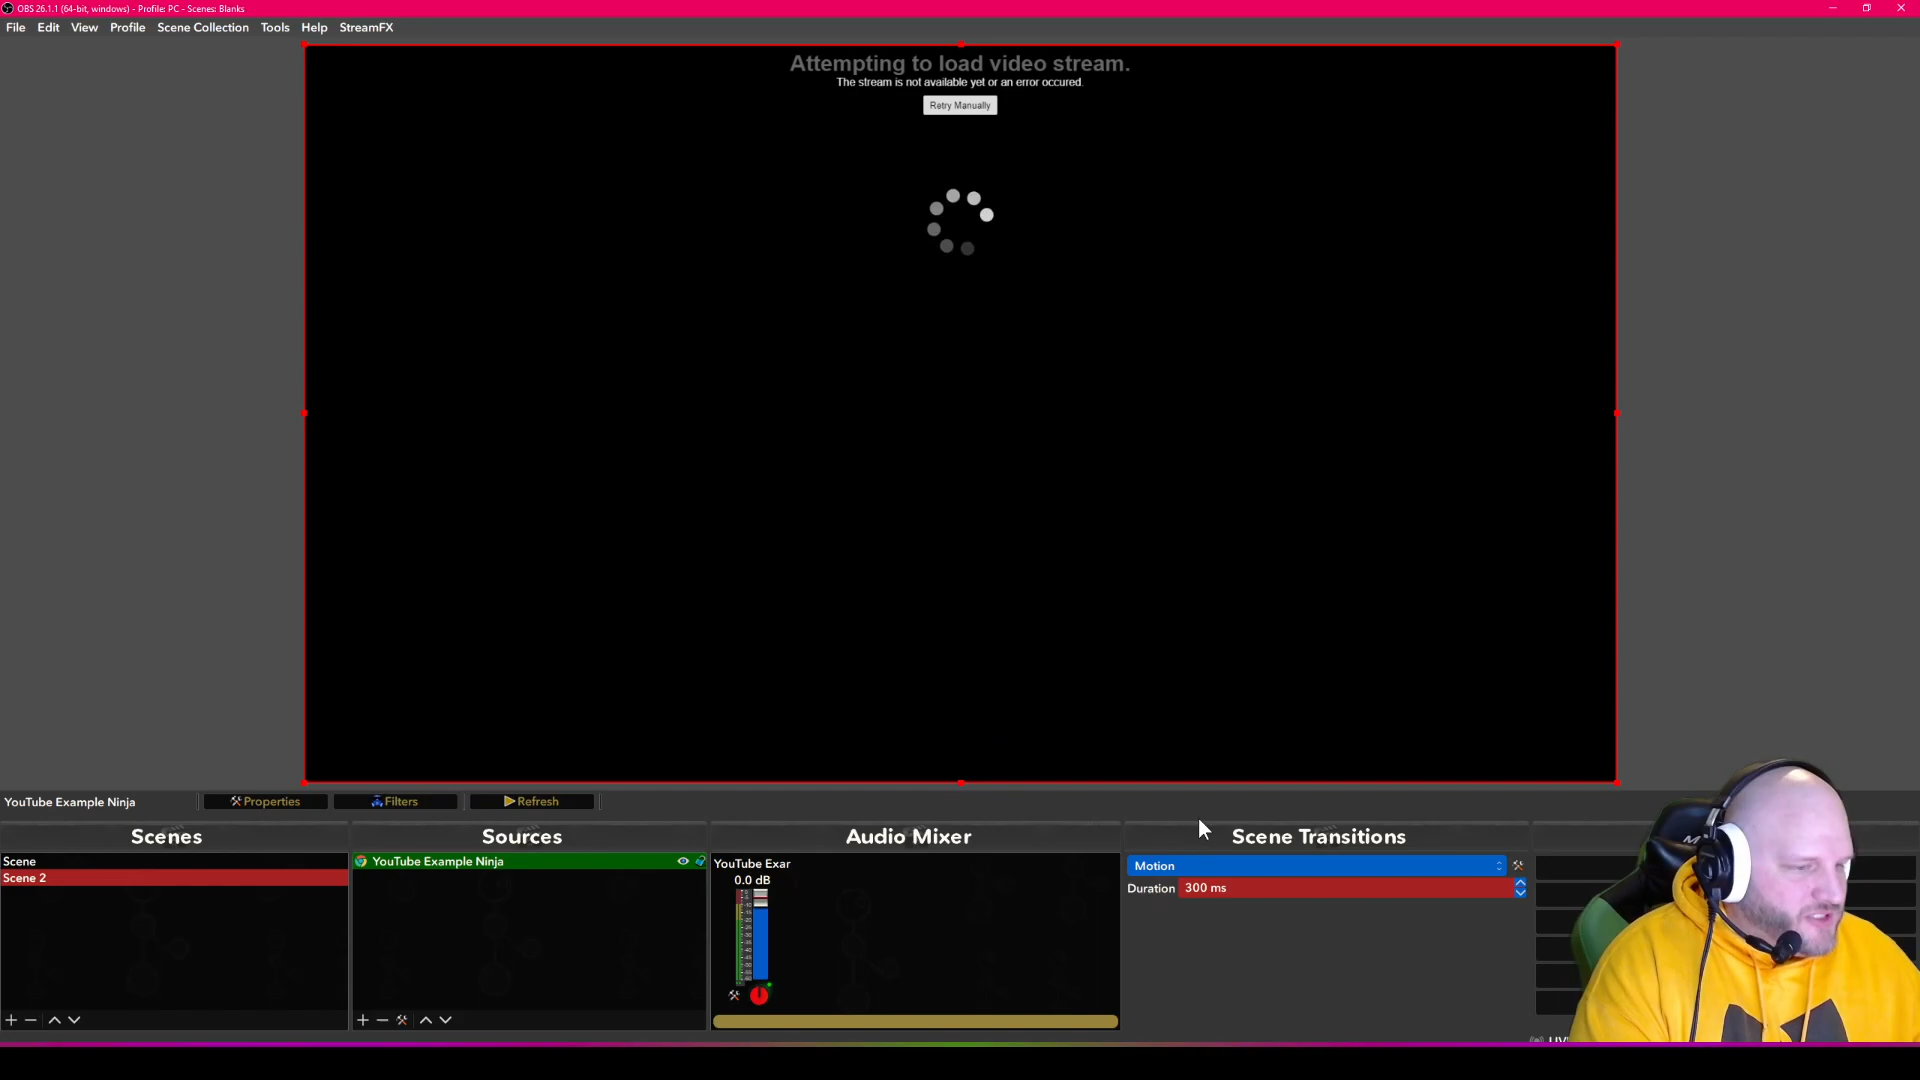 OBS 26.1.1 (64-bit, windows) - Profile: PC - Scenes: Blanks
File Edit View Profile Scene Collection Tools Help StreamFX
Attempting to load video stream.
The stream is not available yet or an error occured.
Retry Manually
YouTube Example Ninja Properties Filters Refresh
Scenes Sources Audio Mixer Scene Transitions
Scene YouTube Example Ninja YouTube Exar Motion
Scene 2 0.0 dB Duration 300 ms